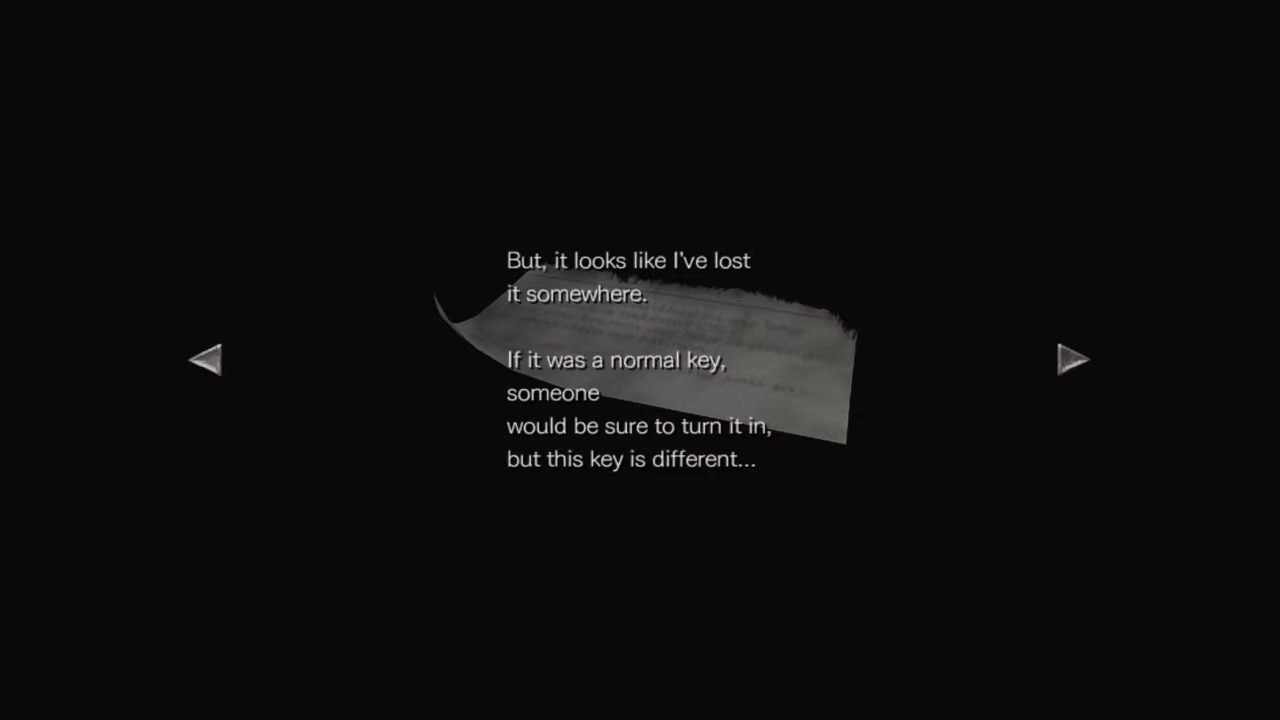 But, it looks like I've lost
it somewhere.
If it was a normal key,
someone
would be sure to turn it in,
but this key is different...